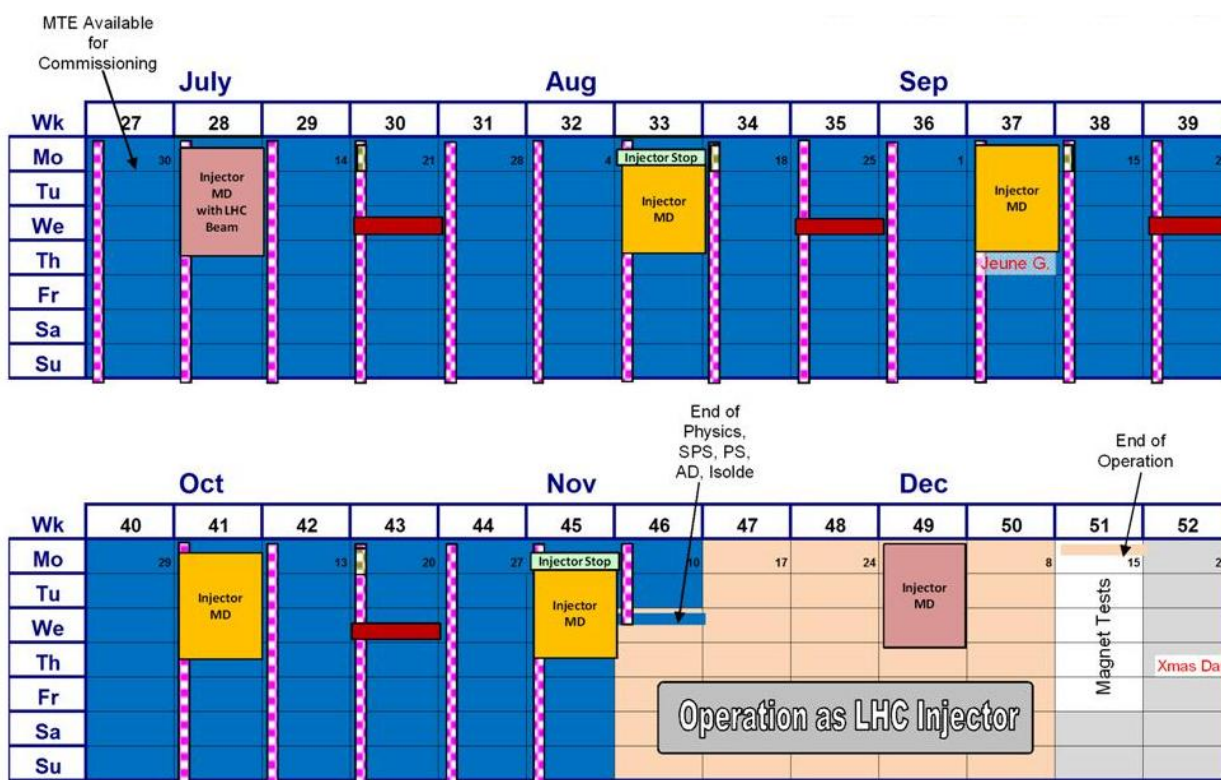 MTE Available
for
Commissioning
July Aug Sep
Wk 27 28 29 30 31 32 33 34 35 36 37 38 39
Mo 30 14 21 28 4 Injector Stop 18 25 1 15 2
Tu Injector
MD
with LHC
Beam
Injector
MD
Injector
MD
We
Th Jeune G.
Fr
Sa
Su
End of
Physics,
SPS, PS,
AD, Isolde
End of
Operation
Oct Nov Dec
Wk 40 41 42 43 44 45 46 47 48 49 50 51 52
Mo 29 13 20 27 Injector Stop 10 17 24 8 15 2
Tu Injector
MD
Injector
MD
Injector
MD
We
Th Magnet Tests Xmas Da
Fr
Operation as LHC Injector
Sa
Su